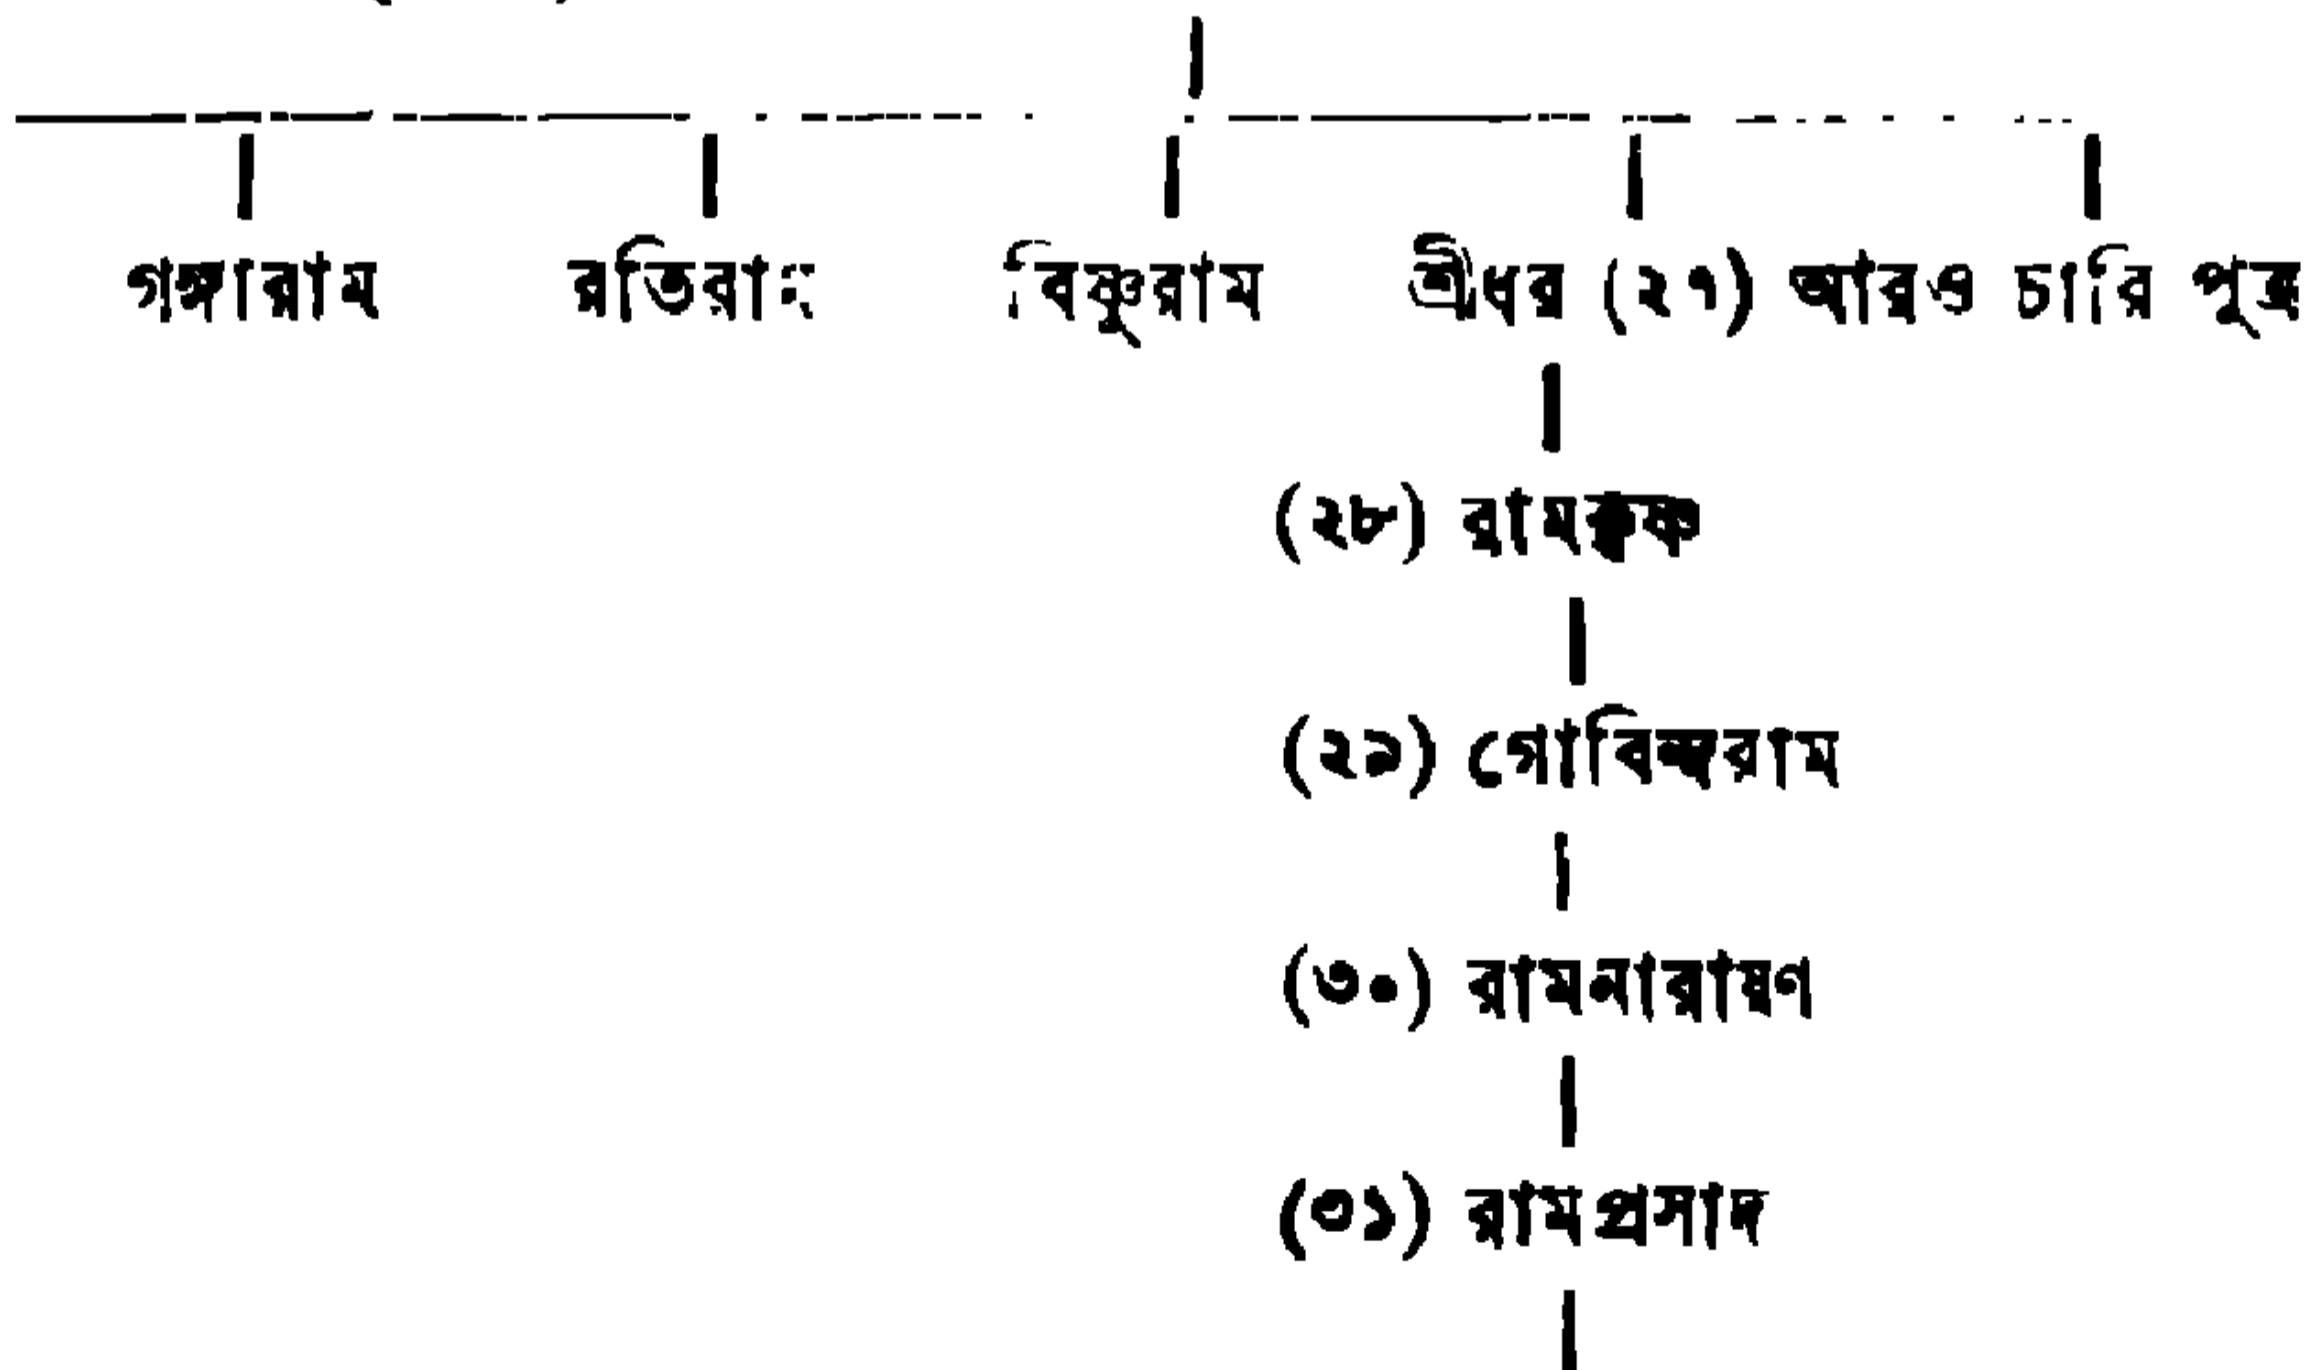 গঙ্গারাম রতিরাম বিষ্ণুরাম শ্রীধর (২৭) আরও চারি পুত্র
(২৮) রামকৃষ্ণ
(২৯) গোবিন্দরাম
(৩০) রামনারায়ণ
(৩১) রামপ্রসাদ